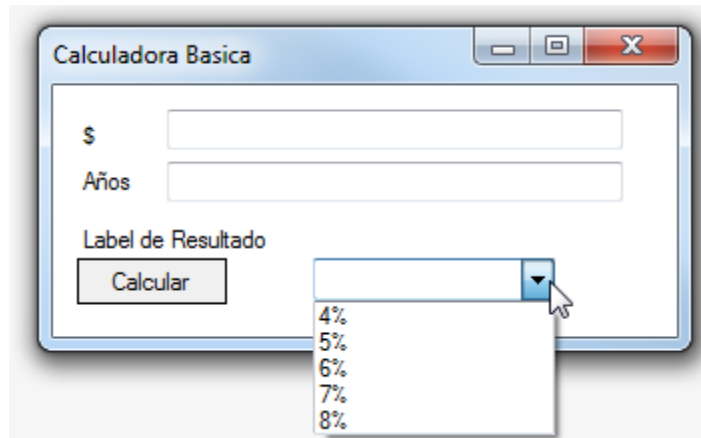 Calculadora Basica
$
Años
Label de Resultado
Calcular
4%
5%
6%
7%
8%